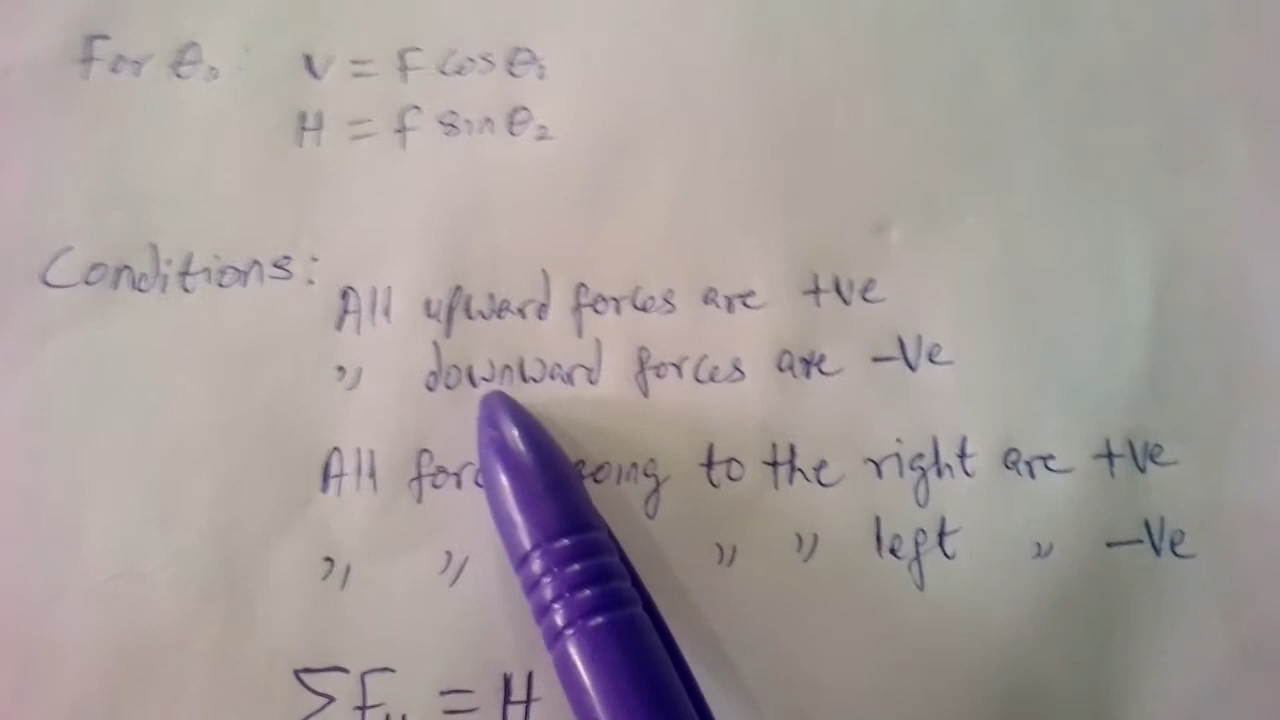 For θ₂: V = F cos θ₂
H = f sin θ₂
Conditions:
All upward forces are +ve
" downward forces are -Ve
All going to the right are +ve
" " " " left " -Ve
ΣF = H